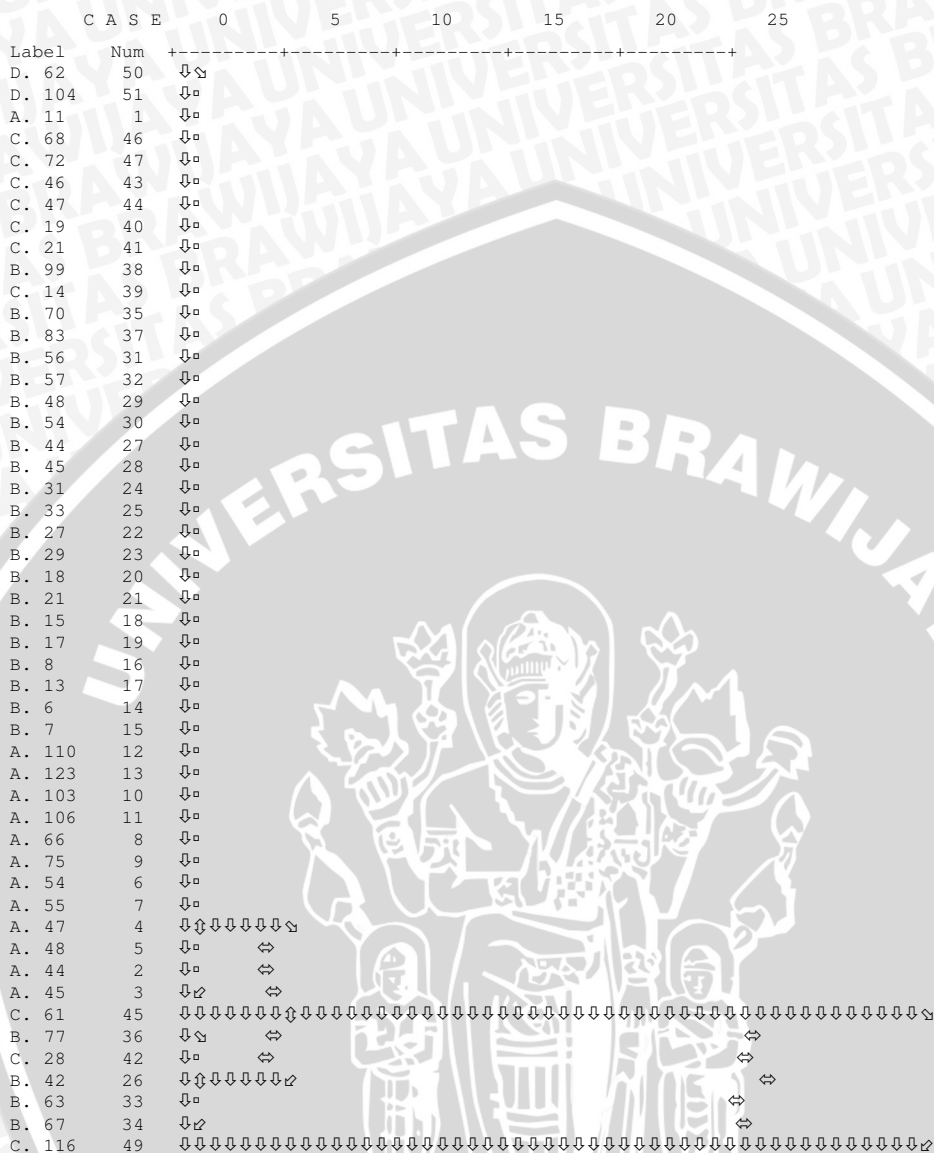 C A S E 0 5 10 15 20 25
Label Num +---------+---------+---------+---------+---------+
D. 62 50 ⇩⇘
D. 104 51 ⇩▫
A. 11 1 ⇩▫
C. 68 46 ⇩▫
C. 72 47 ⇩▫
C. 46 43 ⇩▫
C. 47 44 ⇩▫
C. 19 40 ⇩▫
C. 21 41 ⇩▫
B. 99 38 ⇩▫
C. 14 39 ⇩▫
B. 70 35 ⇩▫
B. 83 37 ⇩▫
B. 56 31 ⇩▫
B. 57 32 ⇩▫
B. 48 29 ⇩▫
B. 54 30 ⇩▫
B. 44 27 ⇩▫
B. 45 28 ⇩▫
B. 31 24 ⇩▫
B. 33 25 ⇩▫
B. 27 22 ⇩▫
B. 29 23 ⇩▫
B. 18 20 ⇩▫
B. 21 21 ⇩▫
B. 15 18 ⇩▫
B. 17 19 ⇩▫
B. 8 16 ⇩▫
B. 13 17 ⇩▫
B. 6 14 ⇩▫
B. 7 15 ⇩▫
A. 110 12 ⇩▫
A. 123 13 ⇩▫
A. 103 10 ⇩▫
A. 106 11 ⇩▫
A. 66 8 ⇩▫
A. 75 9 ⇩▫
A. 54 6 ⇩▫
A. 55 7 ⇩▫
A. 47 4 ⇩⇳⇩⇩⇩⇩⇩⇘
A. 48 5 ⇩▫ ⇔
A. 44 2 ⇩▫ ⇔
A. 45 3 ⇩⇙ ⇔
C. 61 45 ⇩⇩⇩⇩⇩⇩⇩⇳⇩⇩⇩⇩⇩⇩⇩⇩⇩⇩⇩⇩⇩⇩⇩⇩⇩⇩⇩⇩⇩⇩⇩⇩⇩⇩⇩⇩⇩⇩⇩⇩⇩⇩⇩⇩⇩⇩⇩⇩⇩⇘
B. 77 36 ⇩⇘ ⇔ ⇔
C. 28 42 ⇩▫ ⇔ ⇔
B. 42 26 ⇩⇳⇩⇩⇩⇩⇩⇙ ⇔
B. 63 33 ⇩▫ ⇔
B. 67 34 ⇩⇙ ⇔
C. 116 49 ⇩⇩⇩⇩⇩⇩⇩⇩⇩⇩⇩⇩⇩⇩⇩⇩⇩⇩⇩⇩⇩⇩⇩⇩⇩⇩⇩⇩⇩⇩⇩⇩⇩⇩⇩⇩⇩⇩⇩⇩⇩⇩⇩⇩⇩⇩⇩⇩⇩⇙
UNIVERSITAS BRAWIJA